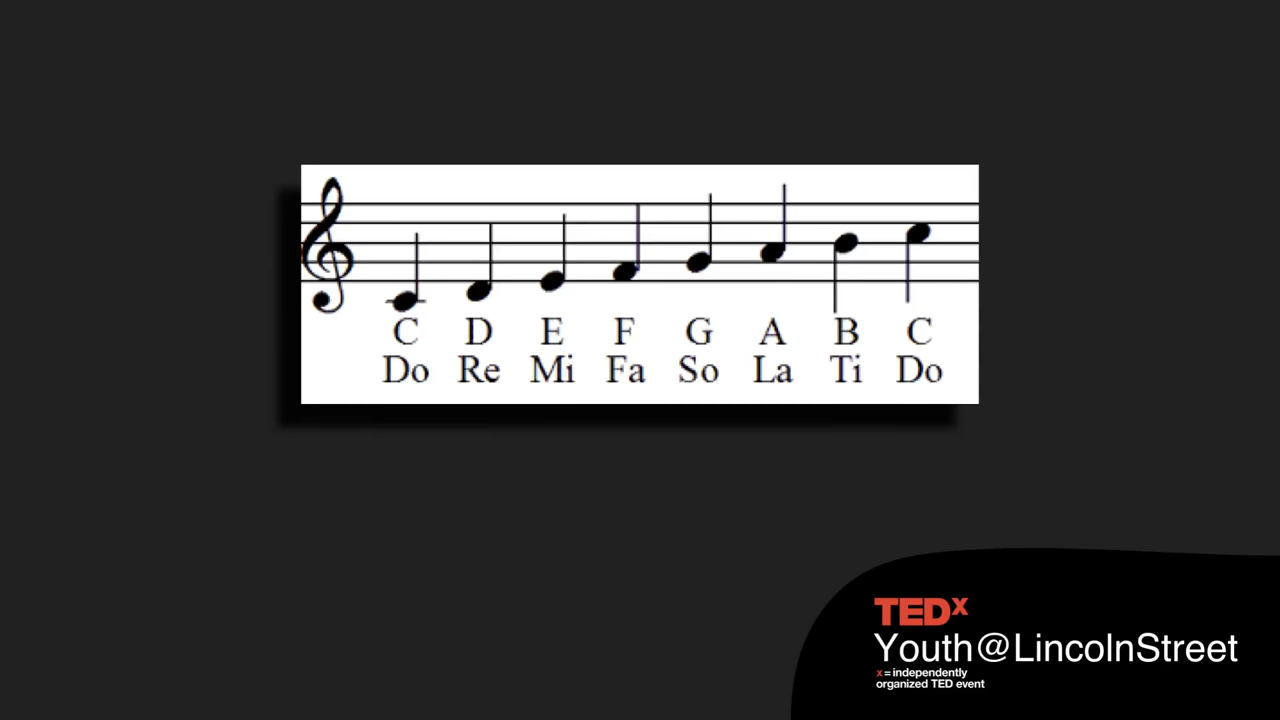 C D E F G A B C
Do Re Mi Fa So La Ti Do
TEDx
Youth@LincolnStreet
x = independently
organized TED event